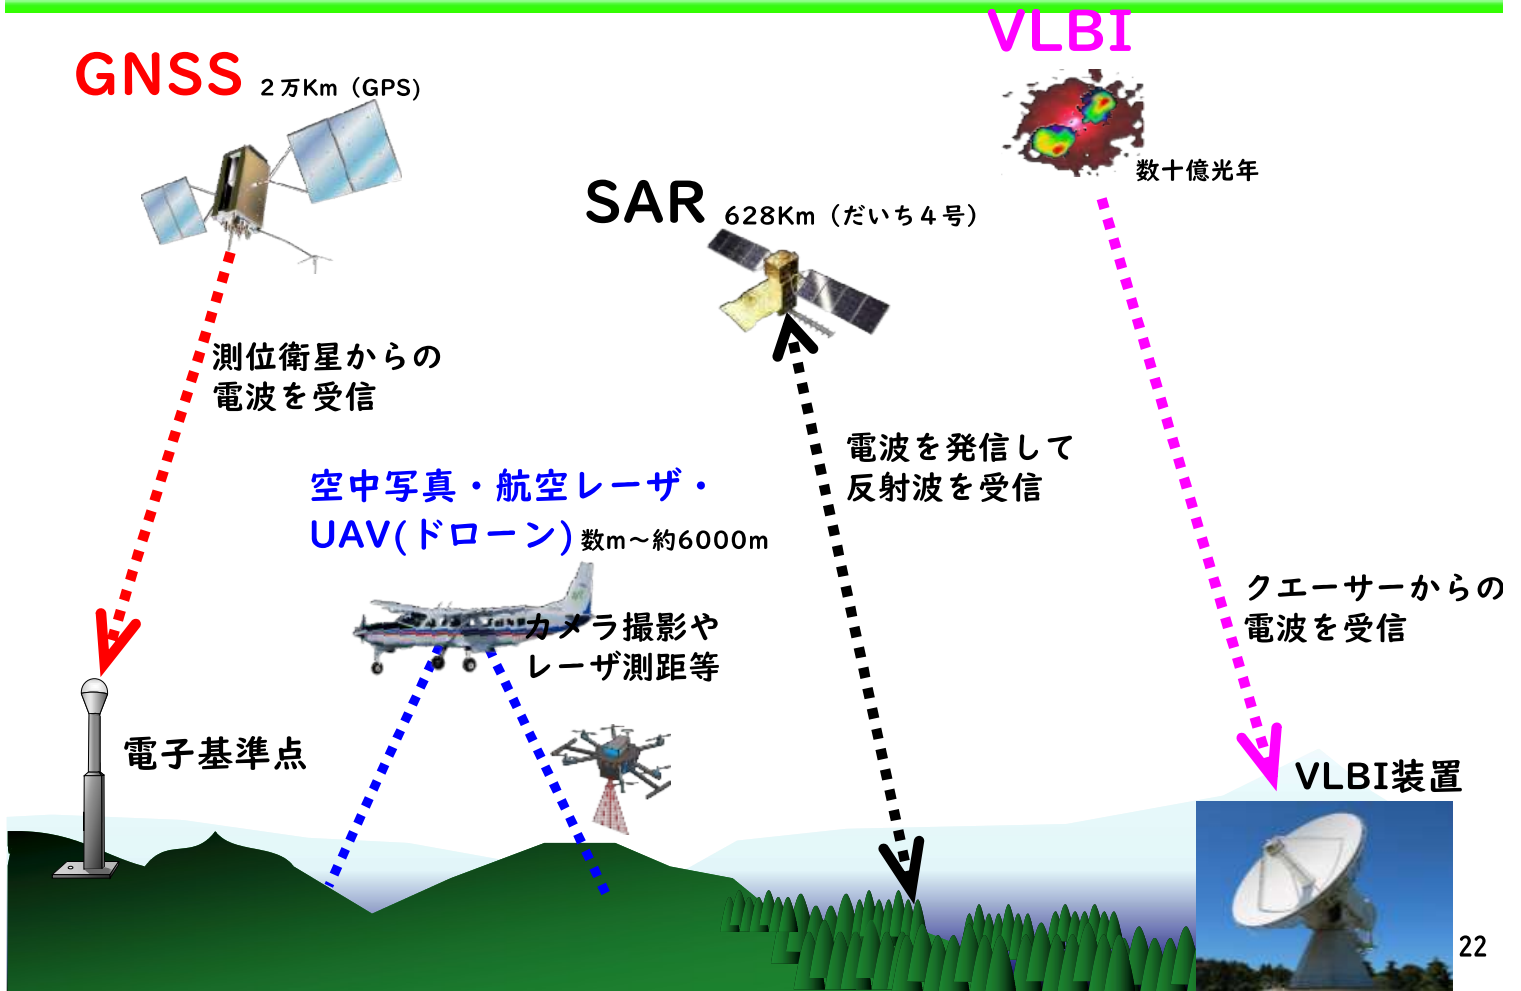 VLBI
GNSS ２万Km（GPS）
数十億光年
SAR 628Km（だいち４号）
測位衛星からの
電波を受信
電波を発信して
反射波を受信
空中写真・航空レーザ・
UAV(ドローン) 数m～約6000m
クエーサーからの
電波を受信
カメラ撮影や
レーザ測距等
電子基準点
VLBI装置
22